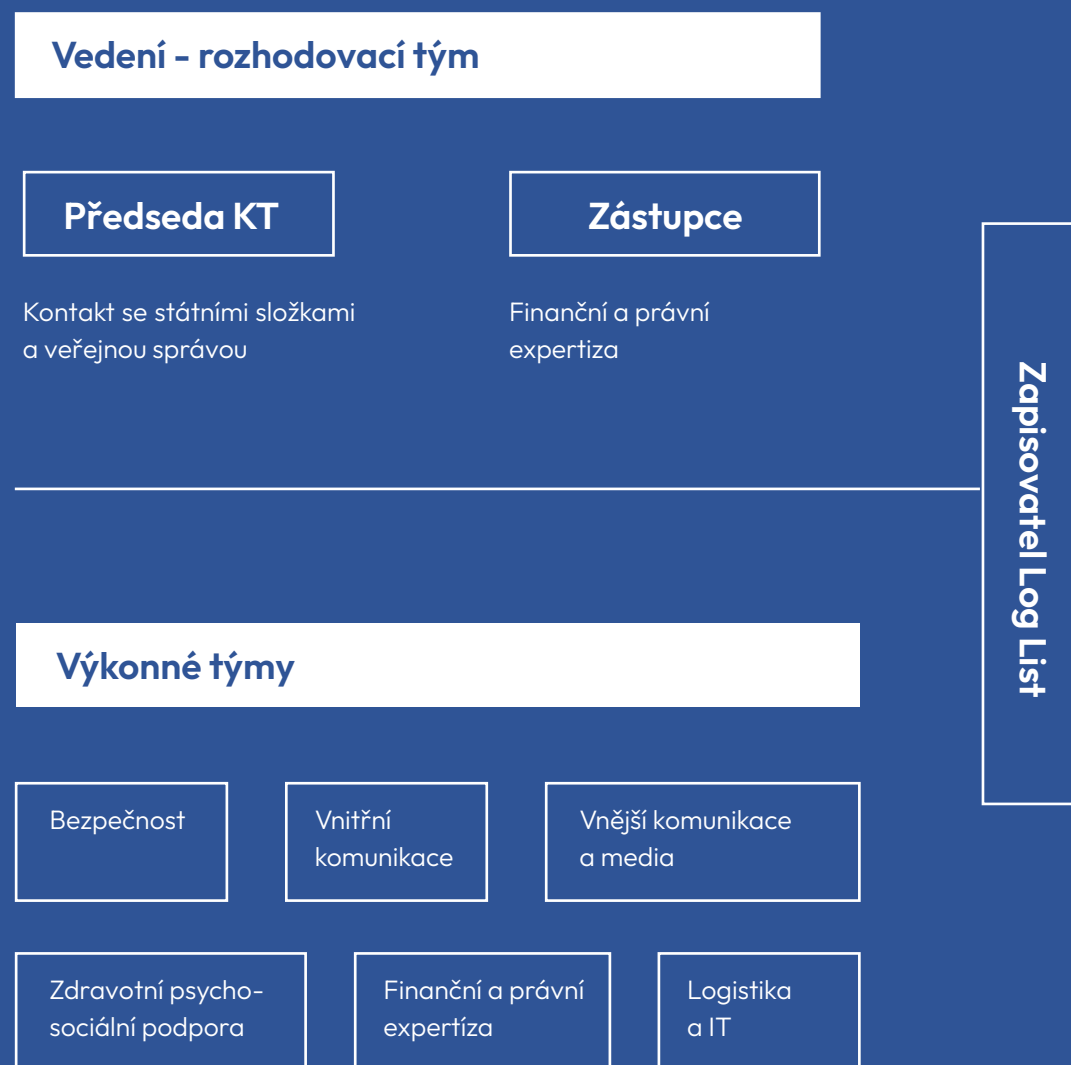 Vedení - rozhodovací tým
Předseda KT
Zástupce
Kontakt se státními složkami
a veřejnou správou
Finanční a právní
expertiza
Zapisovatel Log List
Výkonné týmy
Bezpečnost
Vnitřní
komunikace
Vnější komunikace
a media
Zdravotní psycho-
sociální podpora
Finanční a právní
expertíza
Logistika
a IT